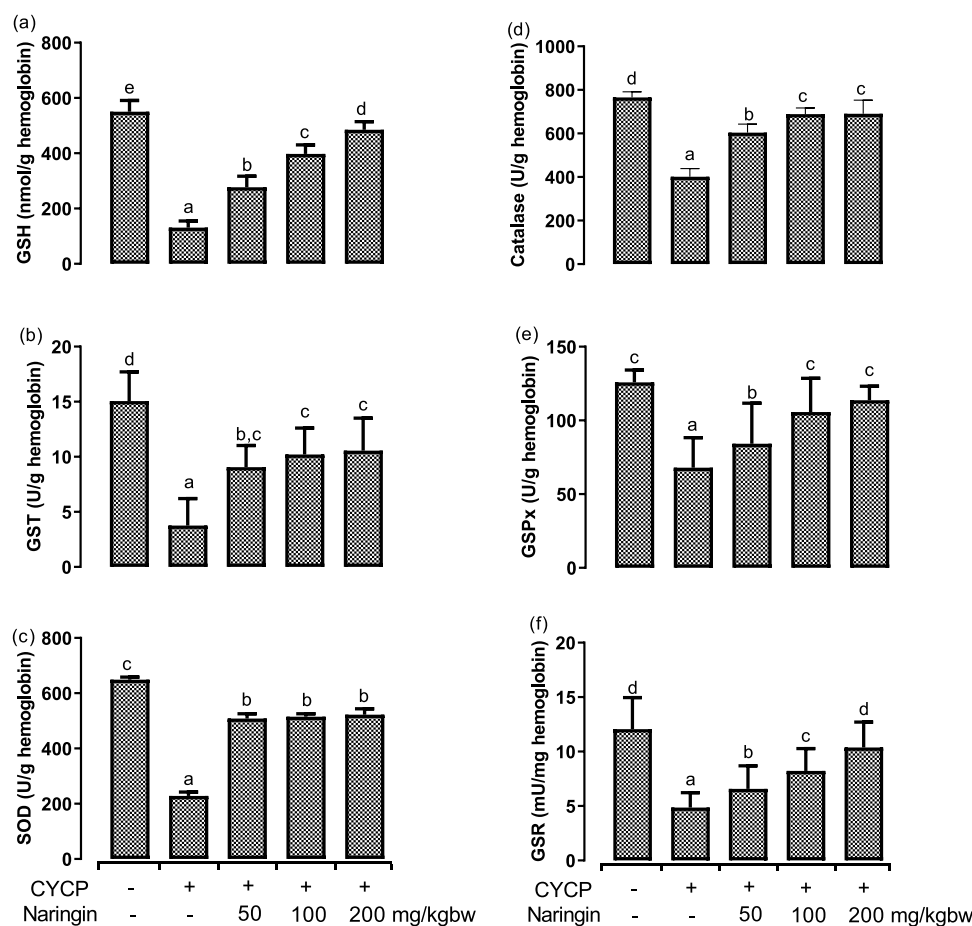 (a)
GSH (nmol/g hemoglobin)
800
600
400
200
0
e
a
b
c
d
(d)
Catalase (U/g hemoglobin)
1000
800
600
400
200
0
d
a
b
c
c
(b)
GST (U/g hemoglobin)
20
15
10
5
0
d
a
b,c
c
c
(e)
GSPx (U/g hemoglobin)
150
100
50
0
c
a
b
c
c
(c)
SOD (U/g hemoglobin)
800
600
400
200
0
c
a
b
b
b
CYCP - + + + +
Naringin - - 50 100 200 mg/kgbw
(f)
GSR (mU/mg hemoglobin)
20
15
10
5
0
d
a
b
c
d
CYCP - + + + +
Naringin - - 50 100 200 mg/kgbw